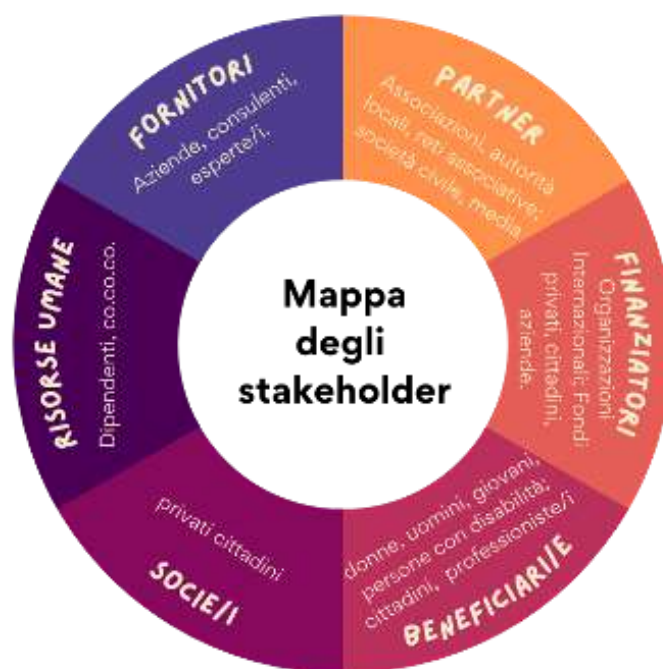 Mappa
degli
stakeholder
PARTNER
Associazioni, autorità
locali, reti associative;
società civile, media
FINANZIATORI
Organizzazioni
Internazionali; Fondi
privati, cittadini,
aziende.
BENEFICIARI/E
donne, uomini, giovani,
persone con disabilità;
cittadini, professioniste/i
SOCIE/I
privati cittadini
RISORSE UMANE
Dipendenti, co.co.co.
FORNITORI
Aziende, consulenti,
esperte/i.